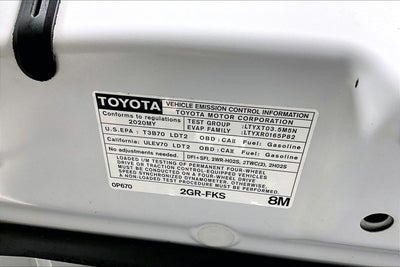 TOYOTA VEHICLE EMISSION CONTROL INFORMATION
TOYOTA MOTOR CORPORATION
Conforms to regulations 2020MY
TEST GROUP :LTYXT03.5M5N
EVAP FAMILY :LTYXR0165P82
U.S.EPA : T3B70 LDT2 OBD : CAⅡ Fuel: Gasoline
California: ULEV70 LDT2 OBD : CAⅡ Fuel: Gasoline
No adjustments needed. DFI+SFI, 2WR-HO2S, 2TWC(2), 2HO2S
LOADED I/M TESTING OF PERMANENT FOUR-WHEEL
DRIVE OR TRACTION CONTROL-EQUIPPED VEHICLES
SHOULD BE CONDUCTED ON A FOUR-WHEEL DRIVE
SPEED SYNCHRONIZED DYNAMOMETER. OTHERWISE,
A NON-LOADED TEST PROCEDURE MUST BE PERFORMED.
0P670 2GR-FKS 8M